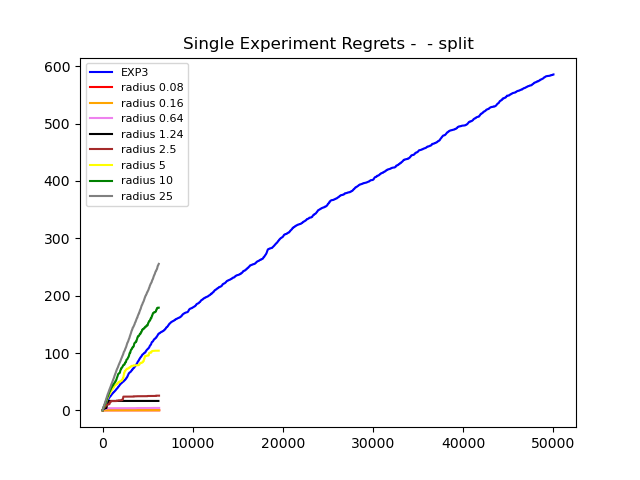 Single Experiment Regrets -  - split
600
500
400
300
200
100
0
EXP3
radius 0.08
radius 0.16
radius 0.64
radius 1.24
radius 2.5
radius 5
radius 10
radius 25
0 10000 20000 30000 40000 50000